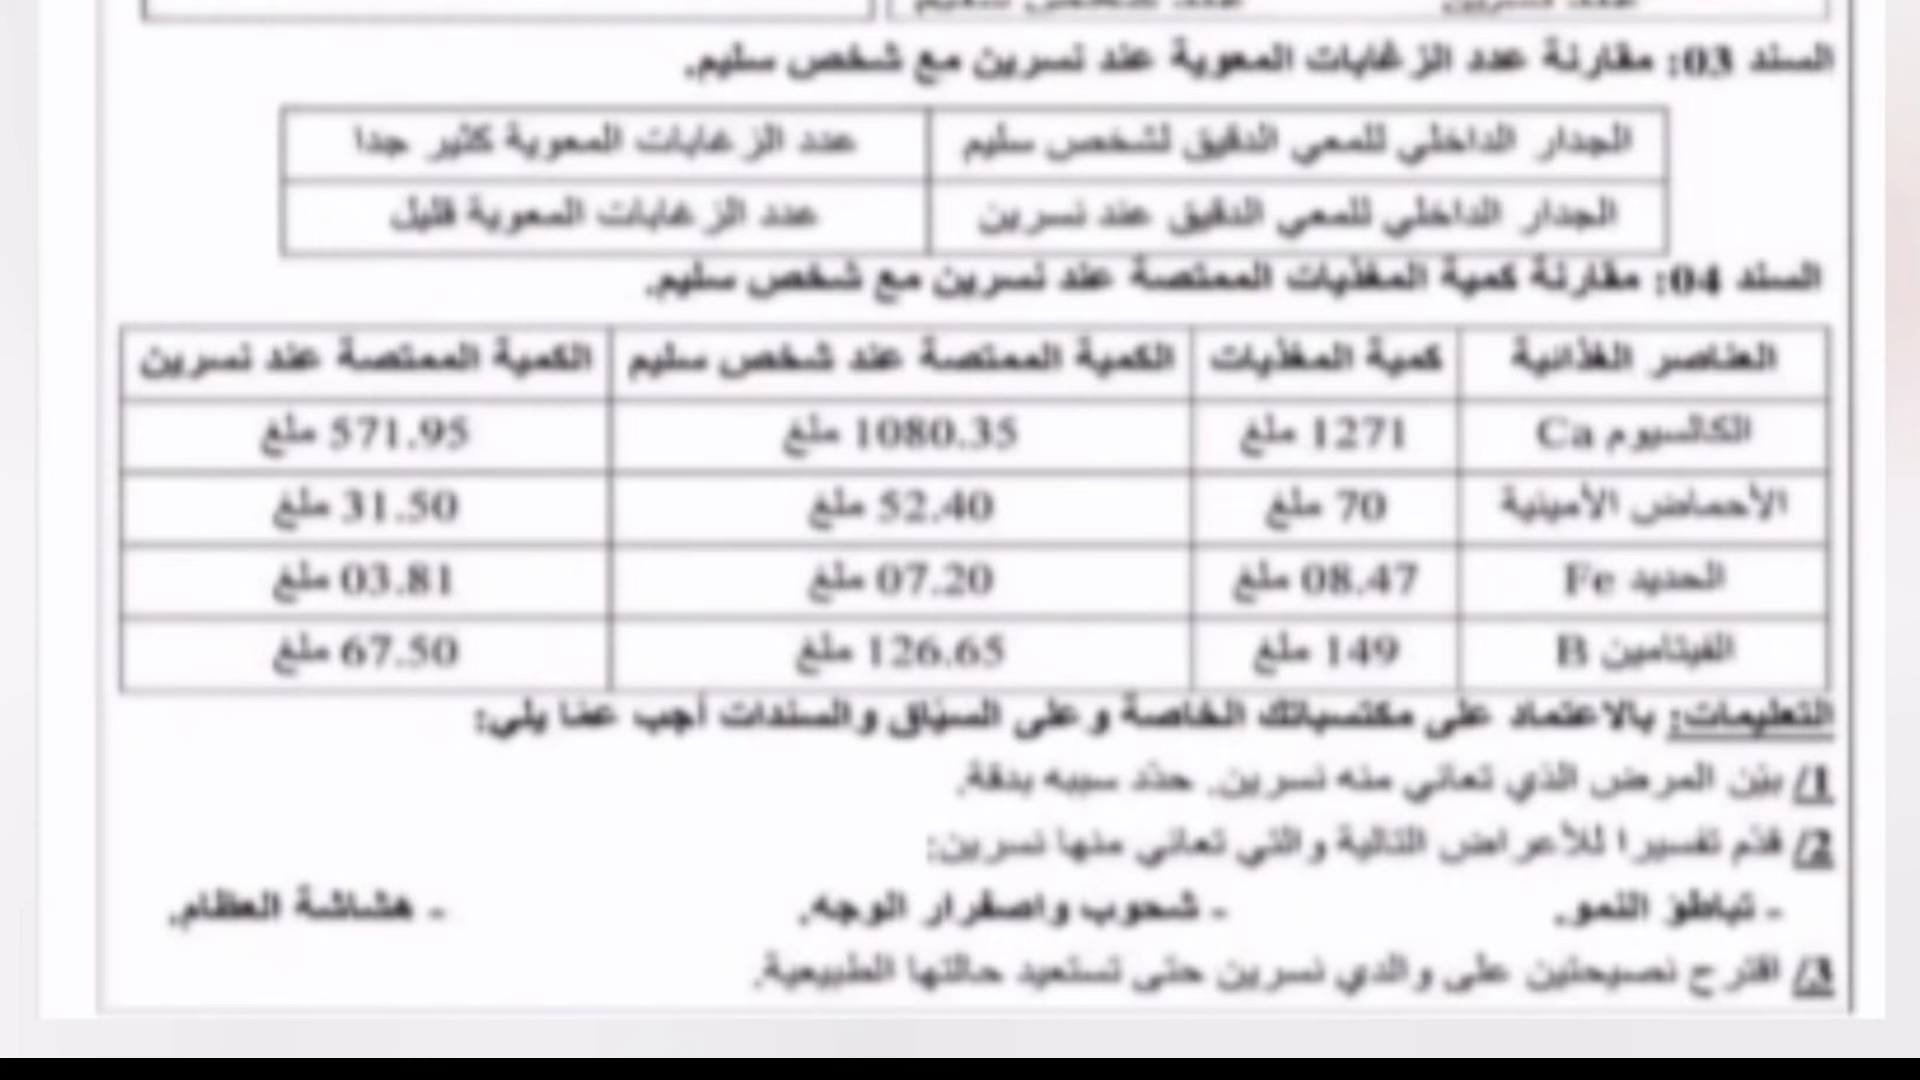 السند 03: مقارنة عدد الزغابات المعوية عند نسرين مع شخص سليم.
الجدار الداخلي للمعي الدقيق لشخص سليم عدد الزغابات المعوية كثير جدا
الجدار الداخلي للمعي الدقيق عند نسرين عدد الزغابات المعوية قليل
السند 04: مقارنة كمية المغذيات الممتصة عند نسرين مع شخص سليم.
العناصر الغذائية كمية المغذيات الكمية الممتصة عند شخص سليم الكمية الممتصة عند نسرين
الكالسيوم Ca 1271 ملغ 1080.35 ملغ 571.95 ملغ
الأحماض الأمينية 70 ملغ 52.40 ملغ 31.50 ملغ
الحديد Fe 08.47 ملغ 07.20 ملغ 03.81 ملغ
الفيتامين B 149 ملغ 126.65 ملغ 67.50 ملغ
التعليمات: بالاعتماد على مكتسباتك الخاصة وعلى السياق والسندات أجب عما يلي:
1/ بيّن المرض الذي تعاني منه نسرين. حدّد سببه بدقة.
2/ قدّم تفسيرا للأعراض التالية والتي تعاني منها نسرين:
- تباطؤ النمو. - شحوب واصفرار الوجه. - هشاشة العظام.
3/ اقترح نصيحتين على والدي نسرين حتى تستعيد حالتها الطبيعية.